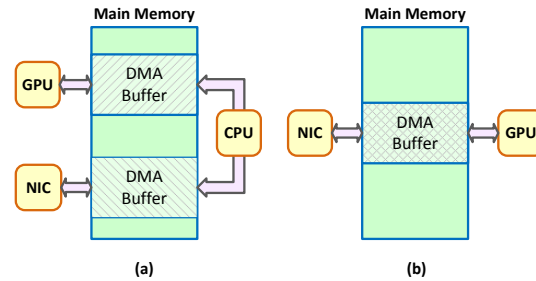 Main Memory
GPU
DMA
Buffer
CPU
NIC
DMA
Buffer
(a)
Main Memory
NIC
DMA
Buffer
GPU
(b)